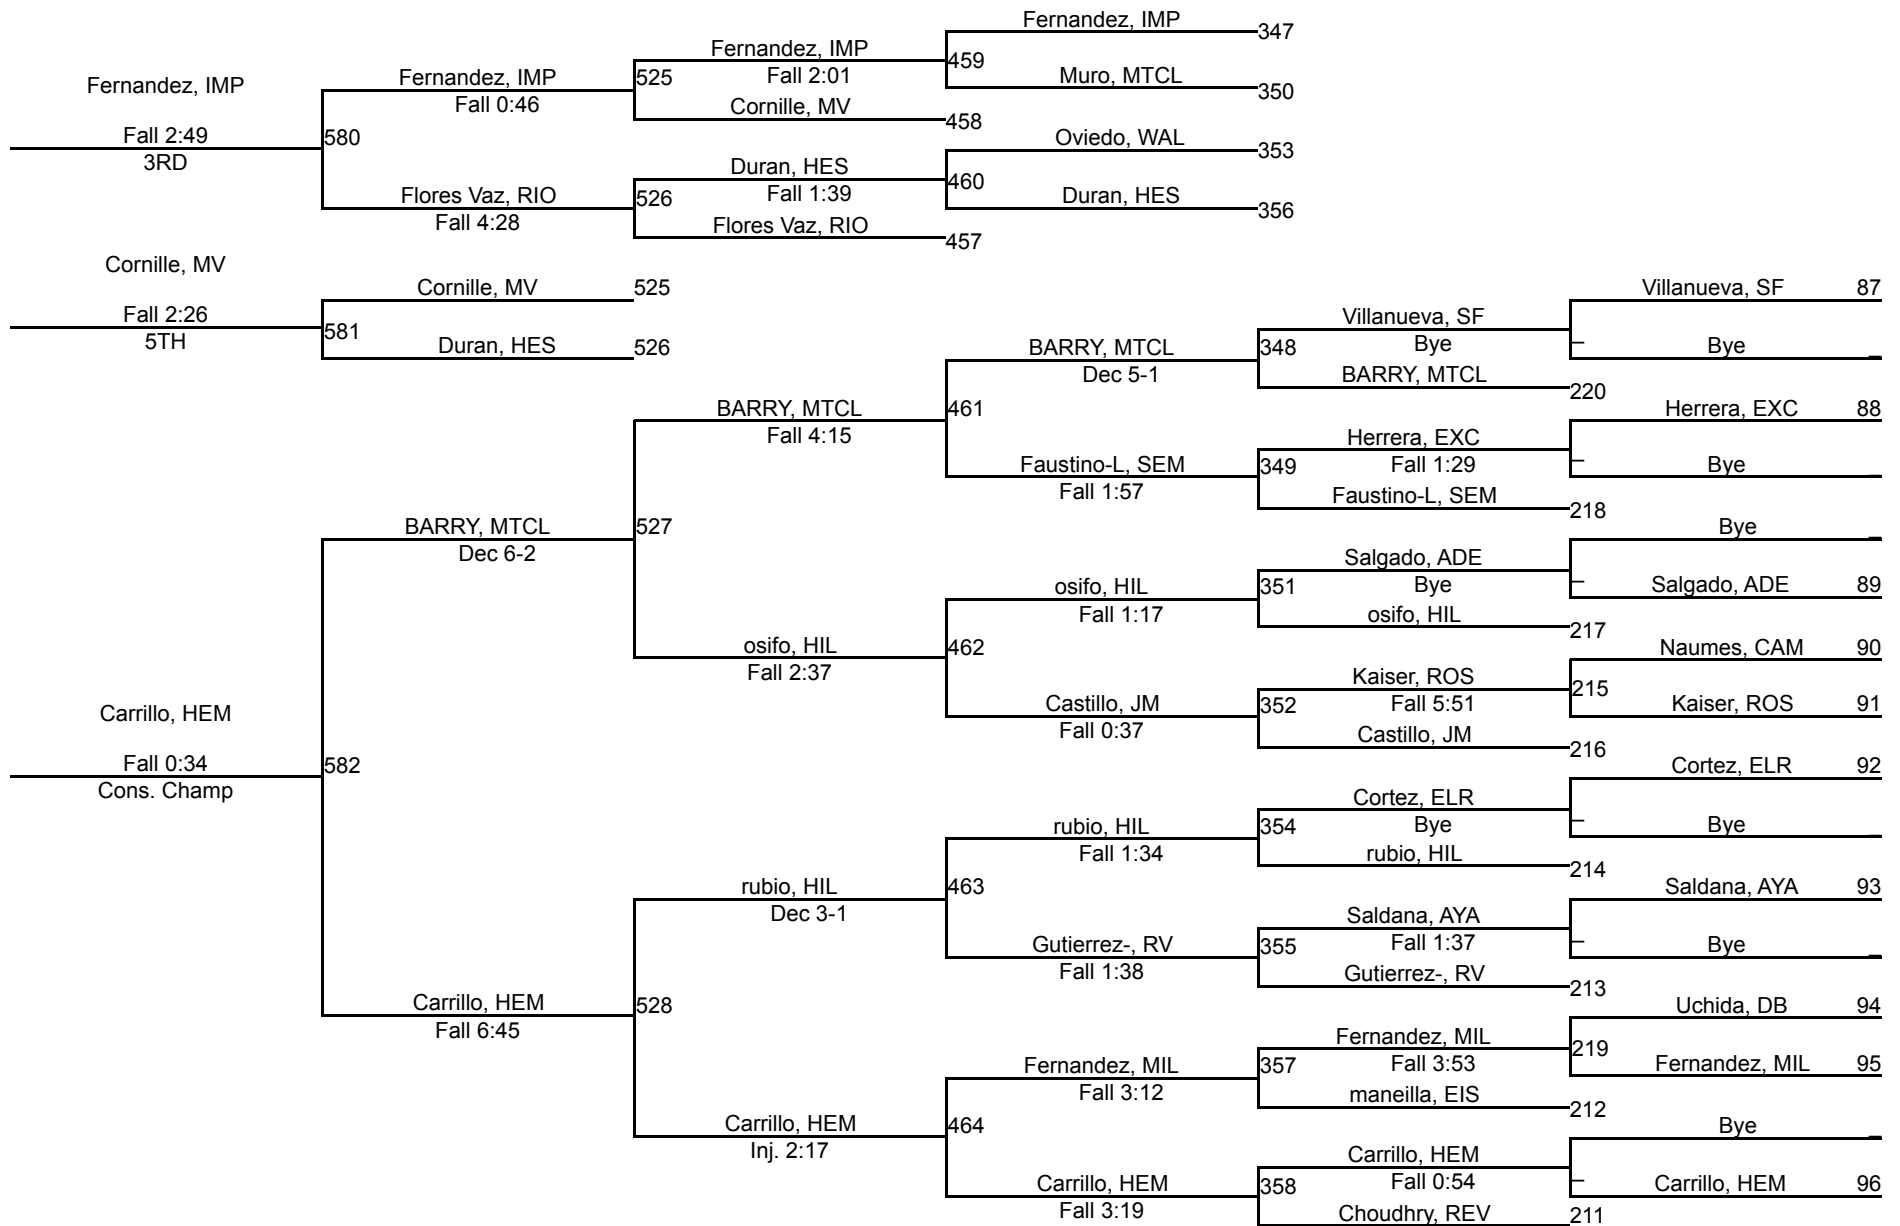 Fernandez, IMP
347
Fernandez, IMP
459
Fernandez, IMP
525
Fall 2:01
Muro, MTCL
350
Fernandez, IMP
Fall 0:46
Cornille, MV
458
Fall 2:49
580
Oviedo, WAL
353
3RD
Duran, HES
460
Flores Vaz, RIO
526
Fall 1:39
Duran, HES
356
Fall 4:28
Flores Vaz, RIO
457
Cornille, MV
Cornille, MV
525
Villanueva, SF
87
Fall 2:26
581
Villanueva, SF
5TH
Duran, HES
526
BARRY, MTCL
348
Bye
_
Bye
_
Dec 5-1
BARRY, MTCL
220
BARRY, MTCL
461
Herrera, EXC
88
Fall 4:15
Herrera, EXC
Faustino-L, SEM
349
Fall 1:29
_
Bye
_
Fall 1:57
Faustino-L, SEM
218
BARRY, MTCL
527
Bye
_
Dec 6-2
Salgado, ADE
osifo, HIL
351
Bye
_
Salgado, ADE
89
Fall 1:17
osifo, HIL
217
osifo, HIL
462
Naumes, CAM
90
Fall 2:37
Kaiser, ROS
215
Castillo, JM
352
Fall 5:51
Kaiser, ROS
91
Carrillo, HEM
Fall 0:37
Castillo, JM
216
Fall 0:34
582
Cortez, ELR
92
Cons. Champ
Cortez, ELR
rubio, HIL
354
Bye
_
Bye
_
Fall 1:34
rubio, HIL
214
rubio, HIL
463
Saldana, AYA
93
Dec 3-1
Saldana, AYA
Gutierrez-, RV
355
Fall 1:37
_
Bye
_
Fall 1:38
Gutierrez-, RV
213
Carrillo, HEM
528
Uchida, DB
94
Fall 6:45
Fernandez, MIL
219
Fernandez, MIL
357
Fall 3:53
Fernandez, MIL
95
Fall 3:12
maneilla, EIS
212
Carrillo, HEM
464
Bye
_
Inj. 2:17
Carrillo, HEM
Carrillo, HEM
358
Fall 0:54
_
Carrillo, HEM
96
Fall 3:19
Choudhry, REV
211